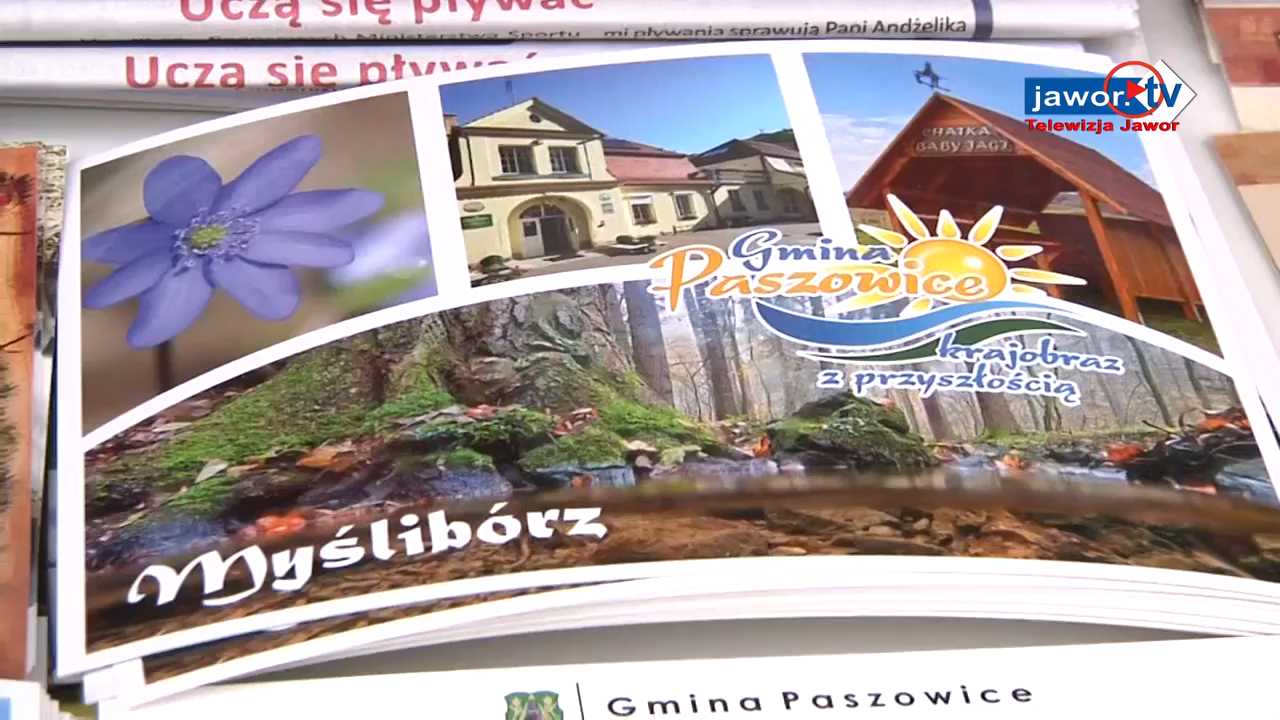 Uczą się pływać
mi pływania sprawują Pani Andżelika
Uczą się pływać
jawor.tv
Telewizja Jawor
CHATKA
BABY JAGI
Gmina
Paszowice
krajobraz
z przyszłością
Myślibórz
Gmina Paszowice